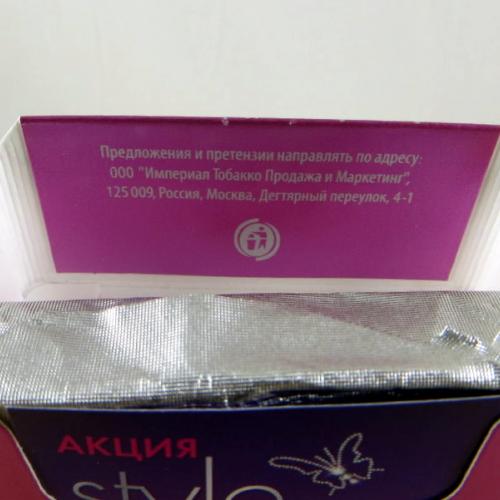 Предложения и претензии направлять по адресу:
ООО "Империал Тобакко Продажа и Маркетинг",
125 009, Россия, Москва, Дегтярный переулок, 4-1
АКЦИЯ
style